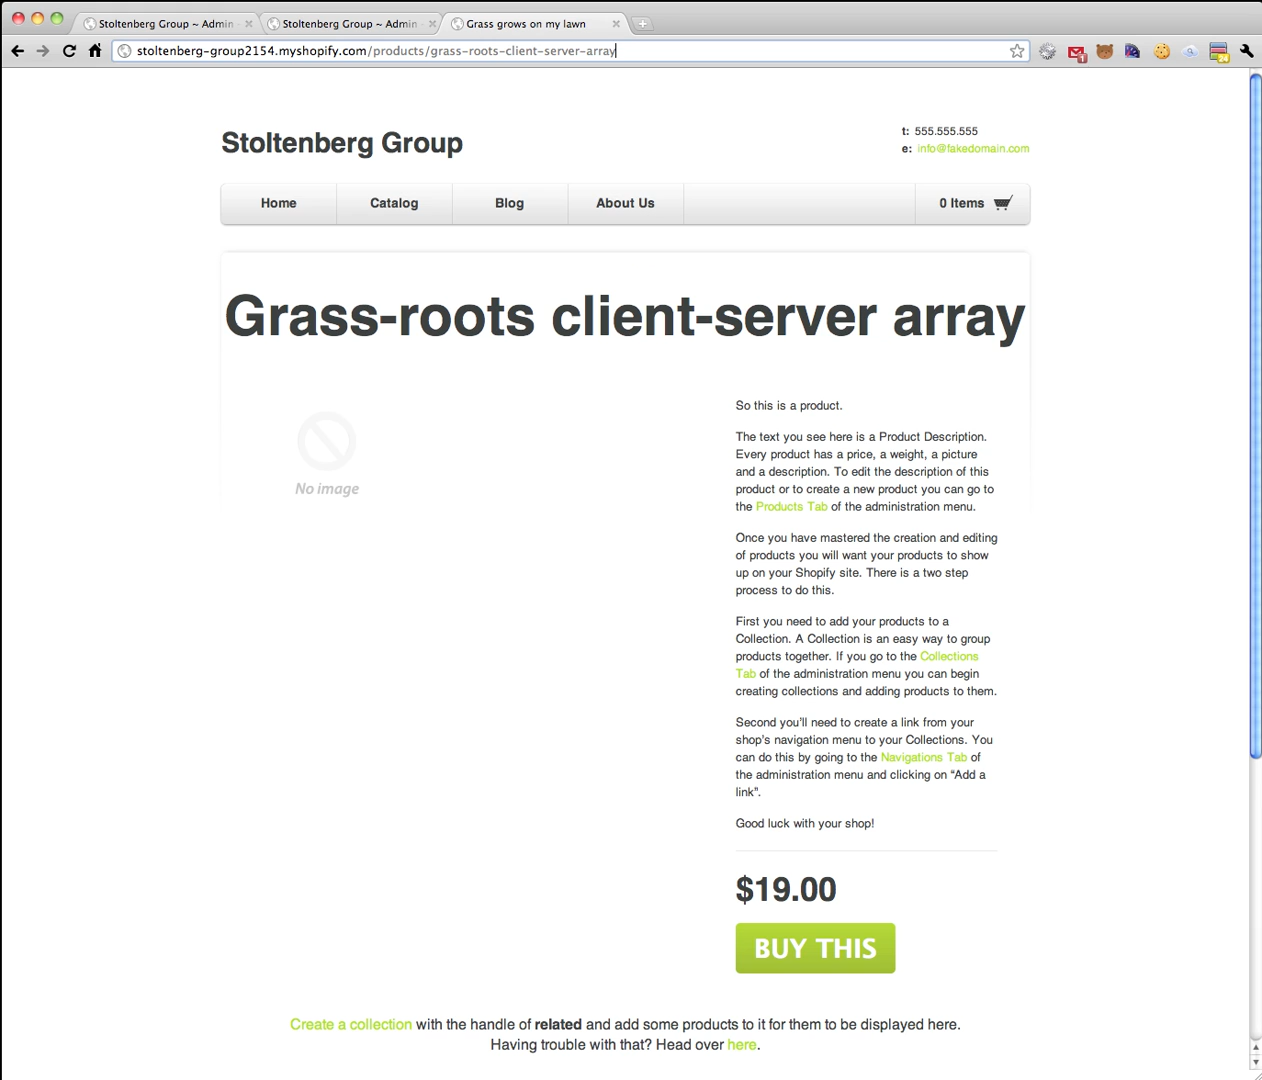 Stoltenberg Group ~ Admin
Stoltenberg Group ~ Admin
Grass grows on my lawn
stoltenberg-group2154.myshopify.com/products/grass-roots-client-server-array
1
24
Stoltenberg Group
t: 555.555.555
e: info@fakedomain.com
Home
Catalog
Blog
About Us
0 Items
Grass-roots client-server array
No image
So this is a product.
The text you see here is a Product Description.
Every product has a price, a weight, a picture
and a description. To edit the description of this
product or to create a new product you can go to
the Products Tab of the administration menu.
Once you have mastered the creation and editing
of products you will want your products to show
up on your Shopify site. There is a two step
process to do this.
First you need to add your products to a
Collection. A Collection is an easy way to group
products together. If you go to the Collections
Tab of the administration menu you can begin
creating collections and adding products to them.
Second you’ll need to create a link from your
shop’s navigation menu to your Collections. You
can do this by going to the Navigations Tab of
the administration menu and clicking on “Add a
link”.
Good luck with your shop!
$19.00
BUY THIS
Create a collection with the handle of related and add some products to it for them to be displayed here.
Having trouble with that? Head over here.